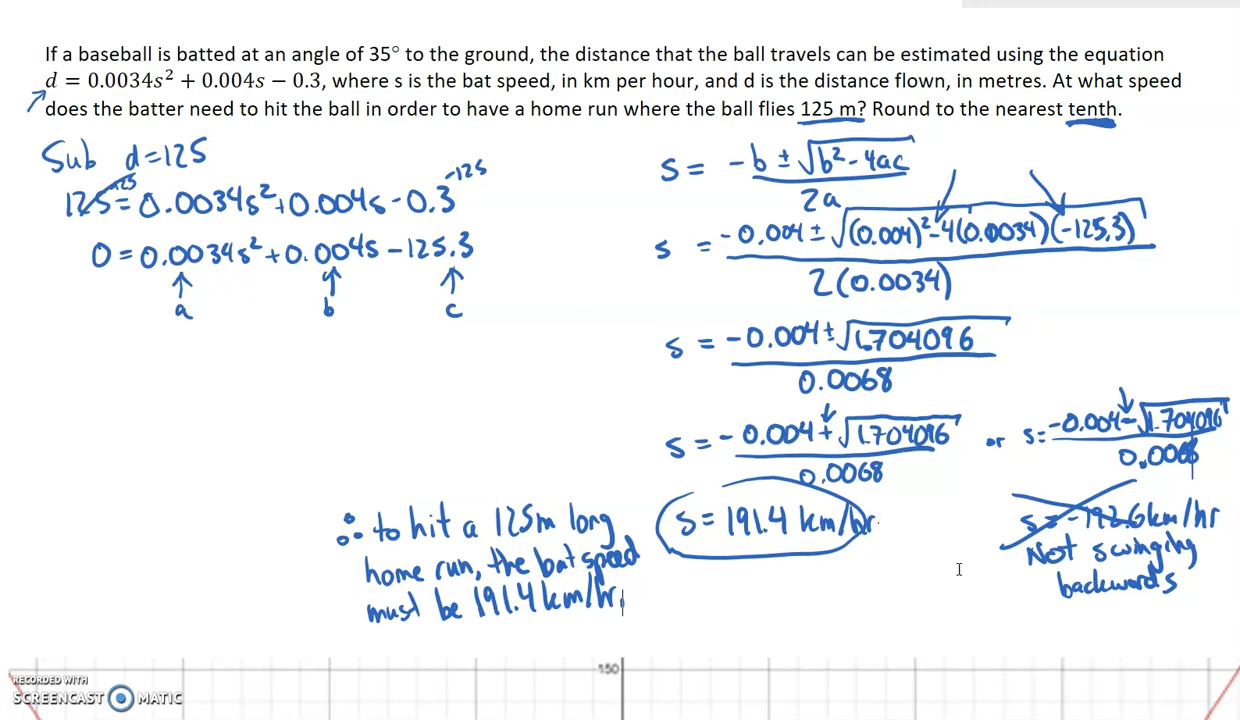 If a baseball is batted at an angle of 35° to the ground, the distance that the ball travels can be estimated using the equation
d = 0.0034s² + 0.004s − 0.3, where s is the bat speed, in km per hour, and d is the distance flown, in metres. At what speed
does the batter need to hit the ball in order to have a home run where the ball flies 125 m? Round to the nearest tenth.
Sub d=125
-125 -125
125 = 0.0034s²+0.004s - 0.3
0 = 0.0034s²+0.004s - 125.3
a b c
s = -b ± √b² - 4ac
2a
s = -0.004 ± √(0.004)² - 4(0.0034)(-125.3)
2(0.0034)
s = -0.004 ± √1.704096
0.0068
s = -0.004 + √1.704096 or s = -0.004 - √1.704096
0.0068 0.0068
s = 191.4 km/hr
s = -192.6 km/hr
Not swinging
backwards
∴ to hit a 125m long
home run, the bat speed
must be 191.4 km/hr.
150
RECORDED WITH
SCREENCAST MATIC